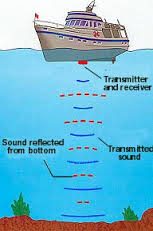 Transmitter
and receiver
Sound reflected
from bottom
Transmitted
sound